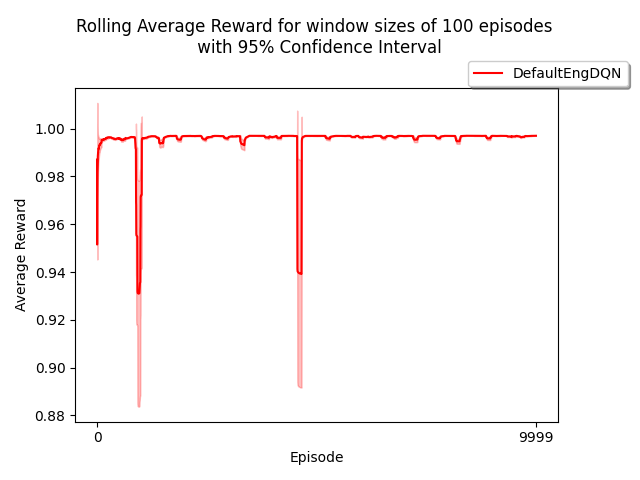 Rolling Average Reward for window sizes of 100 episodes
with 95% Confidence Interval
DefaultEngDQN
1.00
0.98
0.96
0.94
0.92
0.90
0.88
Average Reward
0
9999
Episode